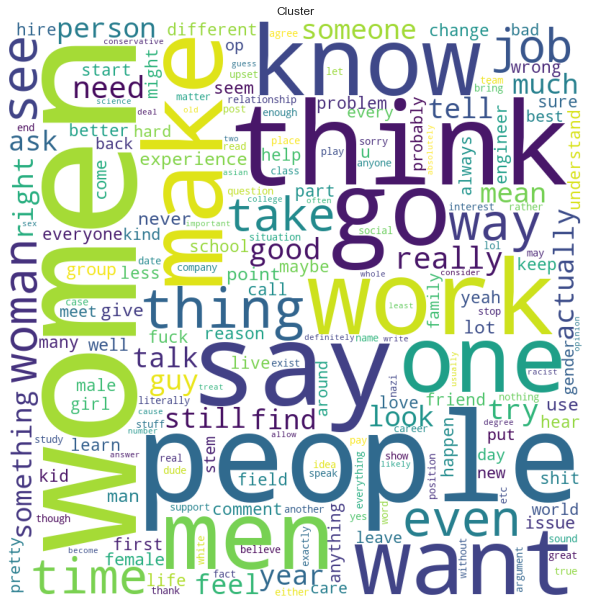 Cluster
hire person conservative different agree someone change bad
op guess upset let know job
see women make start might seem relationship team wrong much
need science matter deal post bring
end better hard old problem every tell sure best
ask back two read enough think probably engineer understand
come experience place sorry always
right help play u anyone absolutely
sex never asian class go mean interest rather
everyone kind question college part way
woman take important often
group date school situation social really lol may keep actually
less company good maybe point whole consider
case meet give call work yeah stop
many well thing reason family lot least gender opinion
fuck definitely name write one
talk live exist say usually racist
male guy literally treat around nazi friend nothing
girl love look try use
something cause stuff still find career degree put hear
study learn number allow people pay happen
answer stem real dude idea show position day shit
kid man field speak likely everything new etc
though support another yes word world
comment men anything even issue sound
pretty first white exactly leave without great
time female believe want argument true
life feel year care
become thank fact either